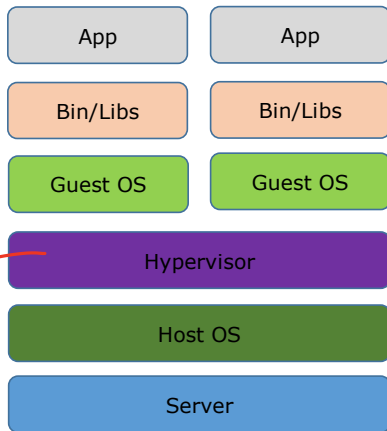 App App
Bin/Libs Bin/Libs
Guest OS Guest OS
Hypervisor
Host OS
Server